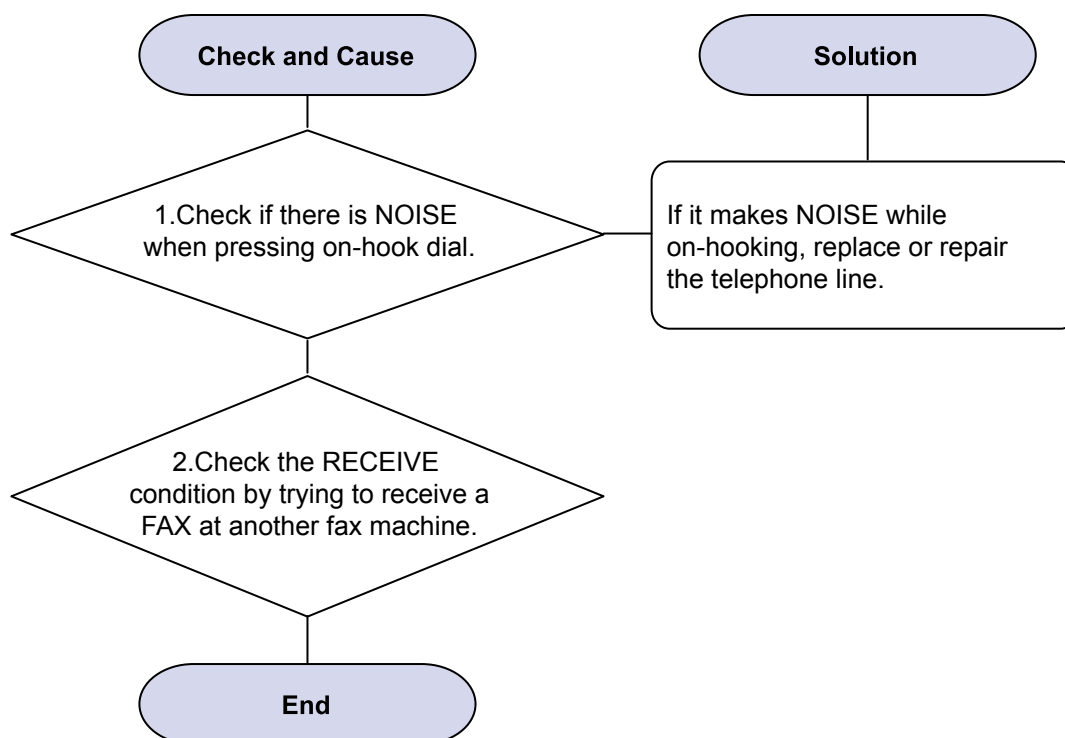 Check and Cause
Solution
1.Check if there is NOISE
when pressing on-hook dial.
If it makes NOISE while
on-hooking, replace or repair
the telephone line.
2.Check the RECEIVE
condition by trying to receive a
FAX at another fax machine.
End